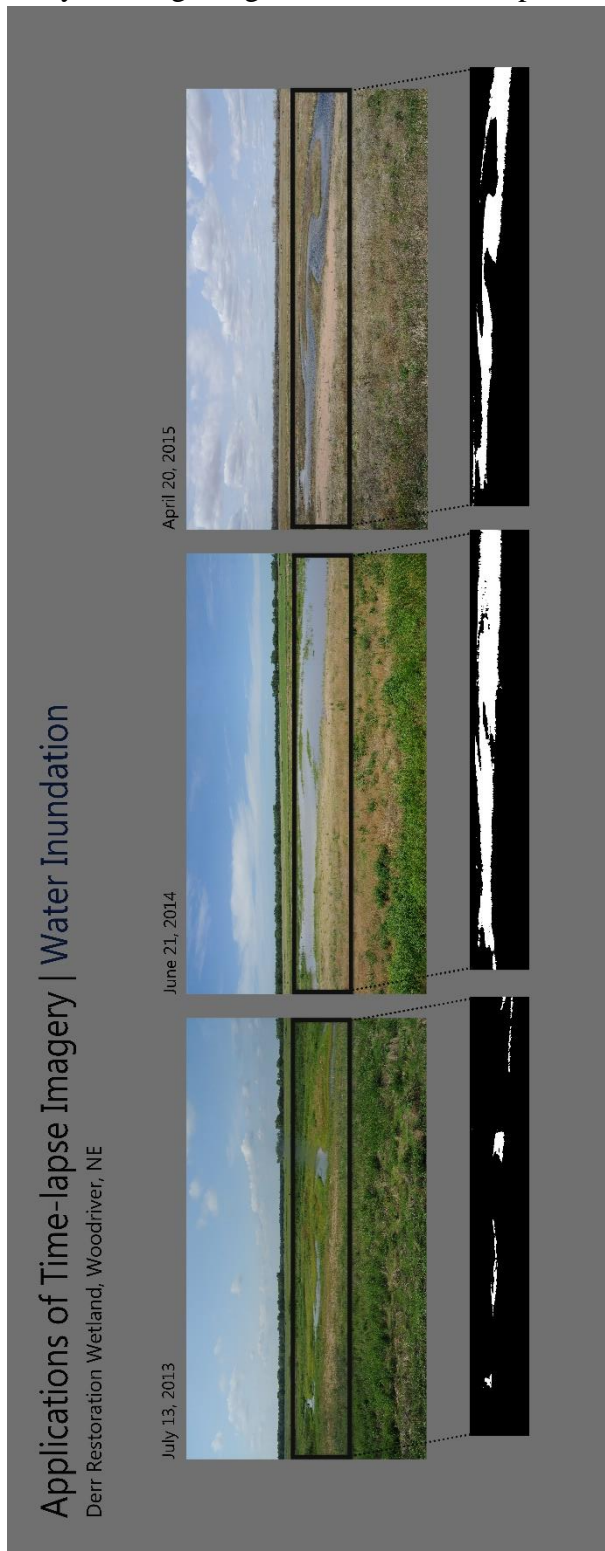 Applications of Time-lapse Imagery | Water Inundation
Derr Restoration Wetland, Woodriver, NE
July 13, 2013
June 21, 2014
April 20, 2015